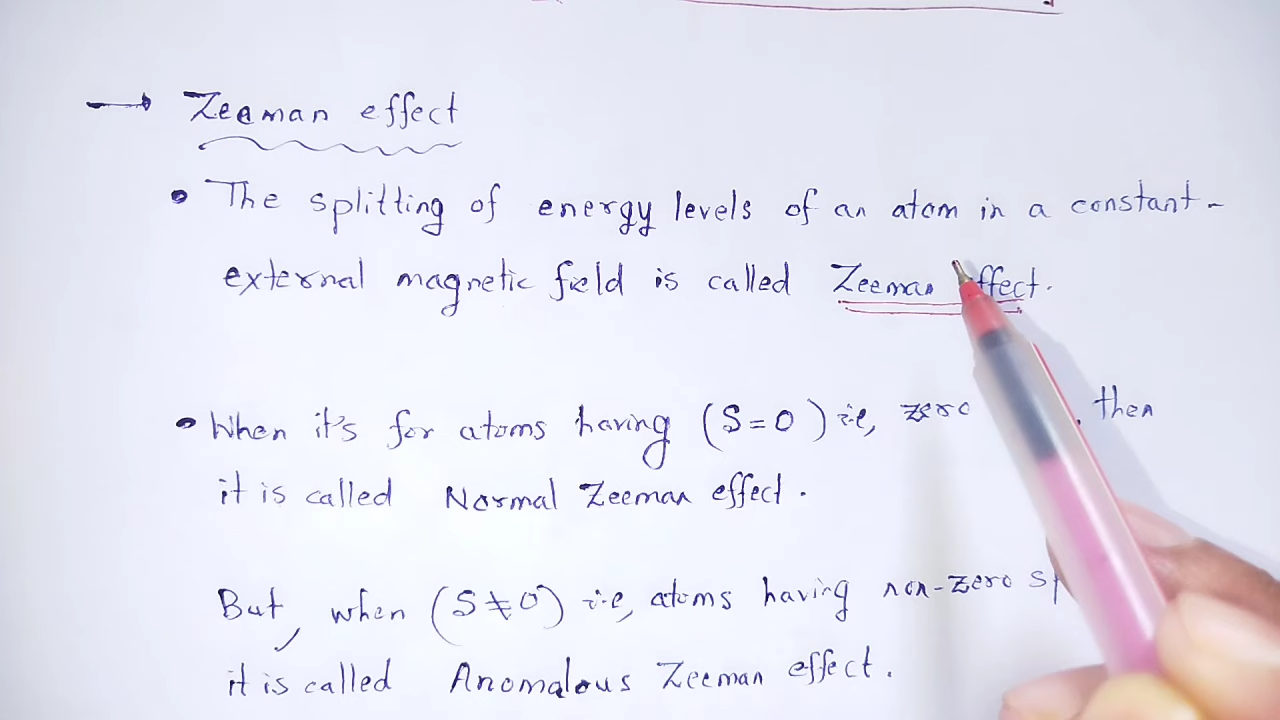 Zeeman effect
• The splitting of energy levels of an atom in a constant-
external magnetic field is called Zeeman effect.
• When it's for atoms having (S=0) i.e, zero , then
it is called Normal Zeeman effect.
But, when (S≠0) i.e, atoms having non-zero
it is called Anomalous Zeeman effect.